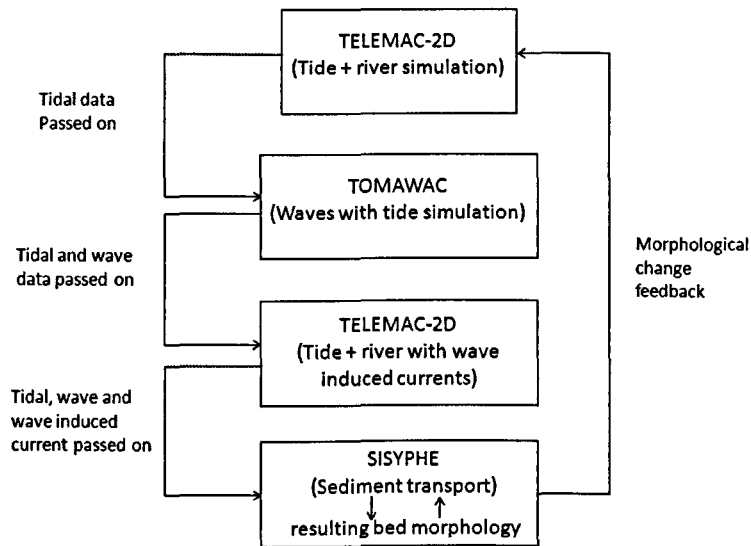 TELEMAC-2D
(Tide + river simulation)
Tidal data
Passed on
TOMAWAC
(Waves with tide simulation)
Tidal and wave
data passed on
Morphological
change
feedback
TELEMAC-2D
(Tide + river with wave
induced currents)
Tidal, wave and
wave induced
current passed on
SISYPHE
(Sediment transport)
resulting bed morphology